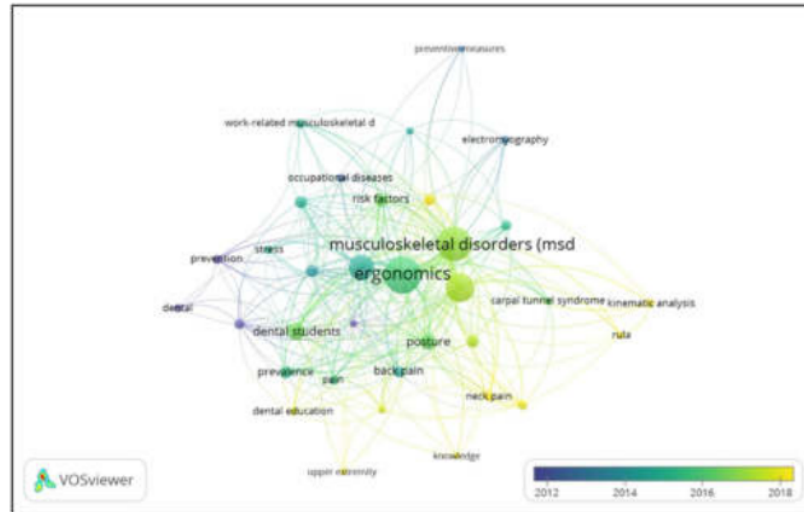 preventive measures
work-related musculoskeletal d
electromyography
occupational diseases
risk factors
musculoskeletal disorders (msd
stress
prevention
ergonomics
dental
carpal tunnel syndrome
kinematic analysis
dental students
rula
posture
prevalence
pain
back pain
neck pain
dental education
knowledge
upper extremity
VOSviewer
2012 2014 2016 2018